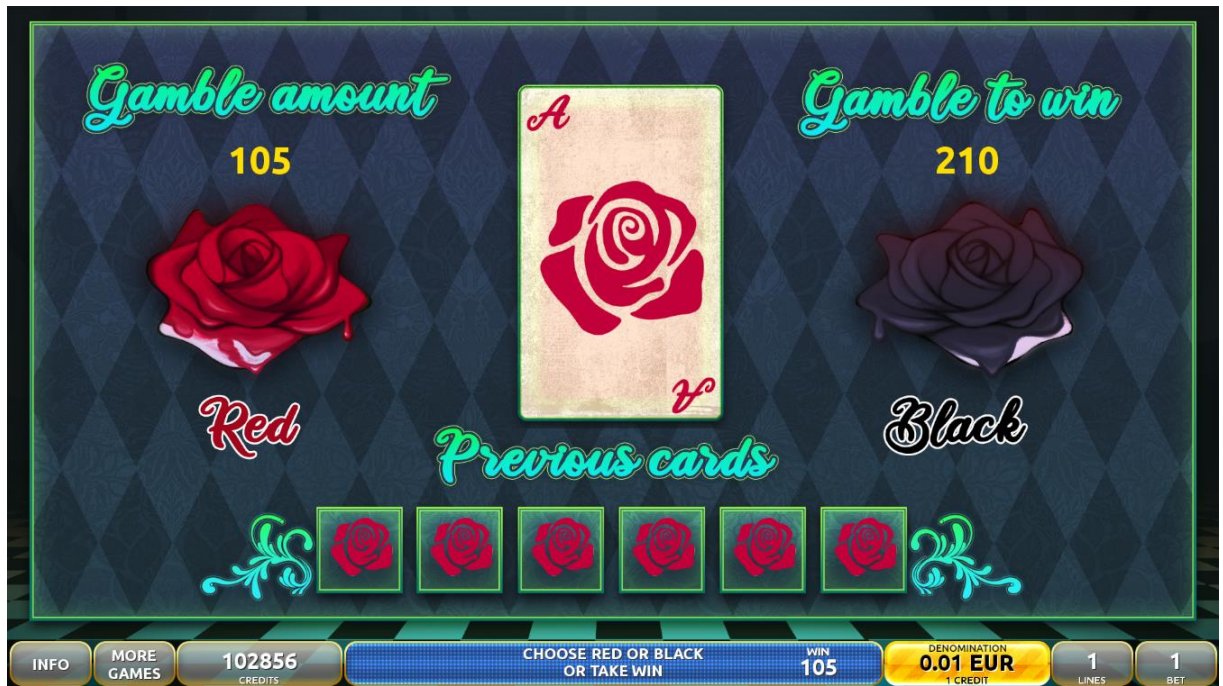 Gamble amount
105
A
A
Gamble to win
210
Red
Black
Previous cards
INFO
MORE
GAMES
102856
CREDITS
CHOOSE RED OR BLACK
OR TAKE WIN
WIN
105
DENOMINATION
0.01 EUR
1 CREDIT
1
LINES
1
BET